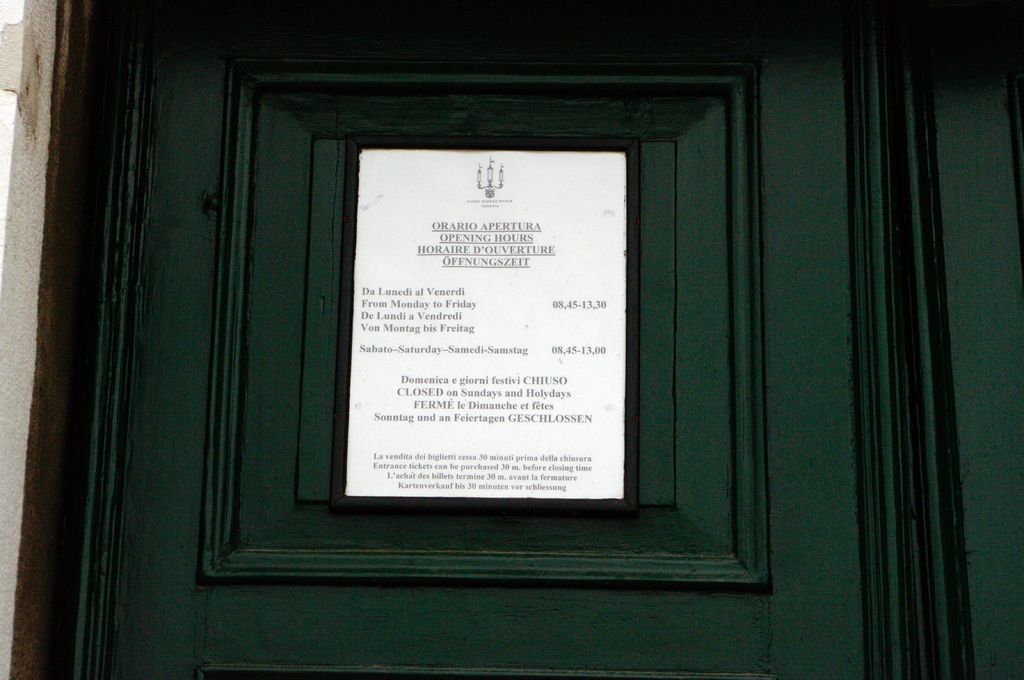 MUSEO STORICO NAVALE
VENEZIA
ORARIO APERTURA
OPENING HOURS
HORAIRE D'OUVERTURE
ÖFFNUNGSZEIT
Da Lunedì al Venerdì
From Monday to Friday 08,45-13,30
De Lundi a Vendredi
Von Montag bis Freitag
Sabato–Saturday–Samedi-Samstag 08,45-13,00
Domenica e giorni festivi CHIUSO
CLOSED on Sundays and Holydays
FERMÉ le Dimanche et fêtes
Sonntag und an Feiertagen GESCHLOSSEN
La vendita dei biglietti cessa 30 minuti prima della chiusura
Entrance tickets can be purchased 30 m. before closing time
L'achat des billets termine 30 m. avant la fermature
Kartenverkauf bis 30 minuten vor schliessung